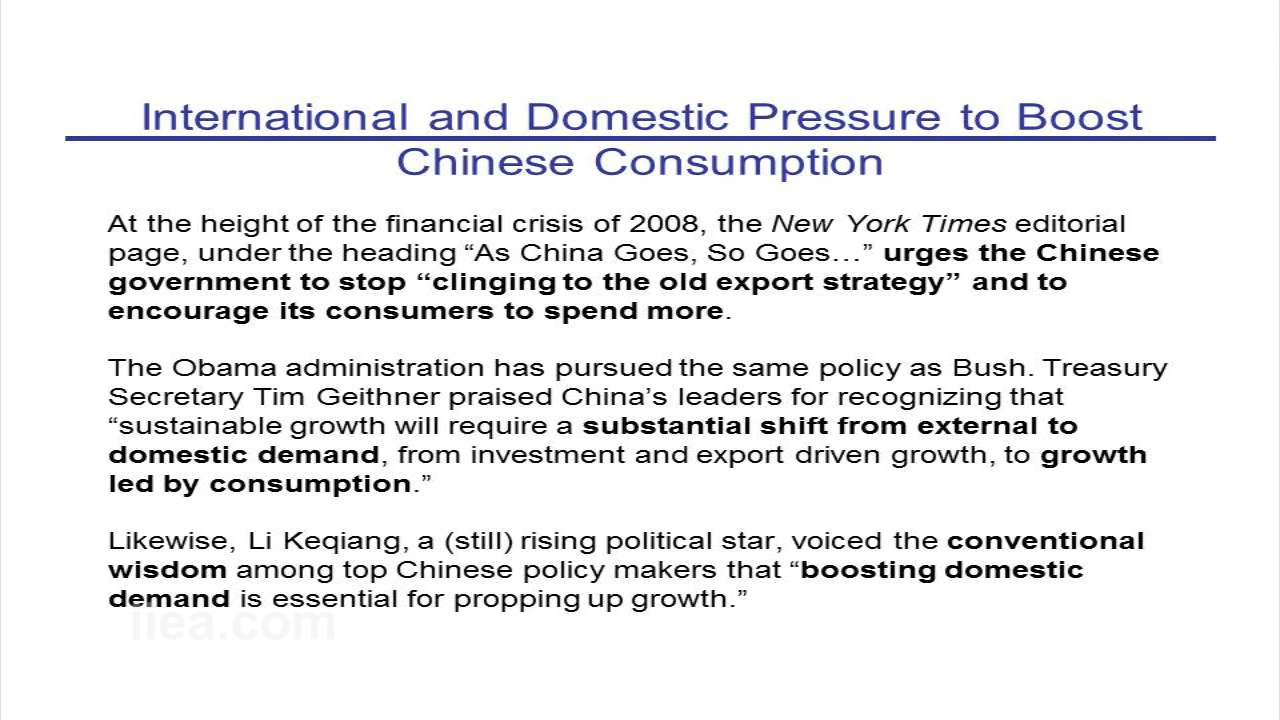 International and Domestic Pressure to Boost
Chinese Consumption
At the height of the financial crisis of 2008, the New York Times editorial
page, under the heading “As China Goes, So Goes…” urges the Chinese
government to stop “clinging to the old export strategy” and to
encourage its consumers to spend more.
The Obama administration has pursued the same policy as Bush. Treasury
Secretary Tim Geithner praised China’s leaders for recognizing that
“sustainable growth will require a substantial shift from external to
domestic demand, from investment and export driven growth, to growth
led by consumption.”
Likewise, Li Keqiang, a (still) rising political star, voiced the conventional
wisdom among top Chinese policy makers that “boosting domestic
demand is essential for propping up growth.”
iiea.com